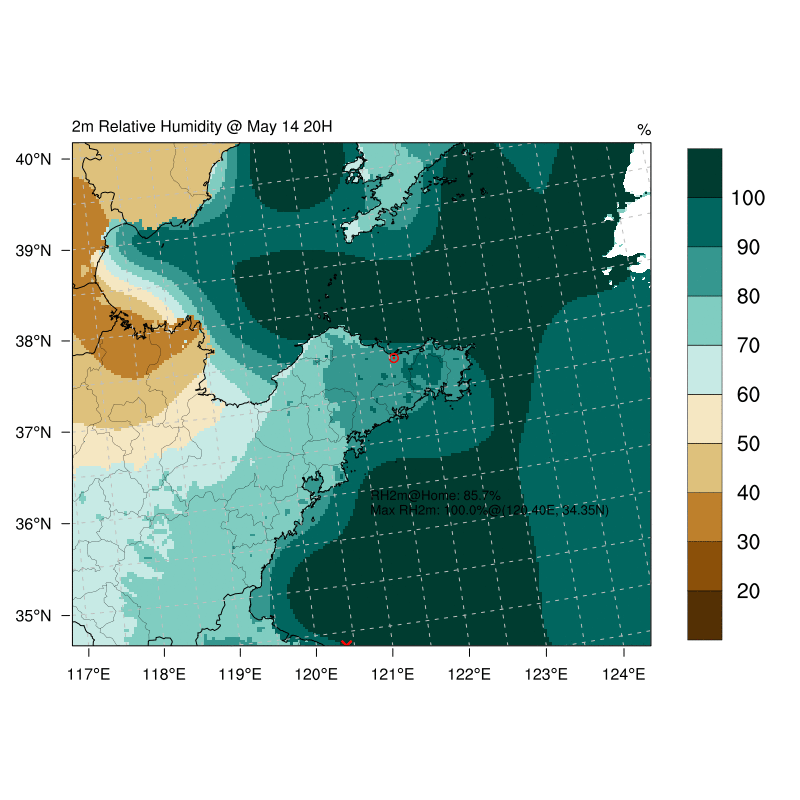 2m Relative Humidity @ May 14 20H
%
40°N
39°N
38°N
37°N
36°N
35°N
117°E
118°E
119°E
120°E
121°E
122°E
123°E
124°E
RH2m@Home: 85.7%
Max RH2m: 100.0%@(120.40E, 34.35N)
100
90
80
70
60
50
40
30
20